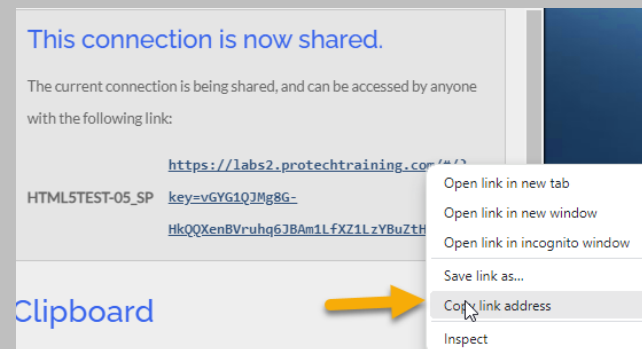 This connection is now shared.
The current connection is being shared, and can be accessed by anyone
with the following link:
https://labs2.protechtraining.com/#/?
HTML5TEST-05_SP key=vGYG1QJMg8G-
HkQQXenBVruhq6JBAm1LfXZ1LzYBuZtH
Open link in new tab
Open link in new window
Open link in incognito window
Save link as...
Copy link address
Inspect
Clipboard